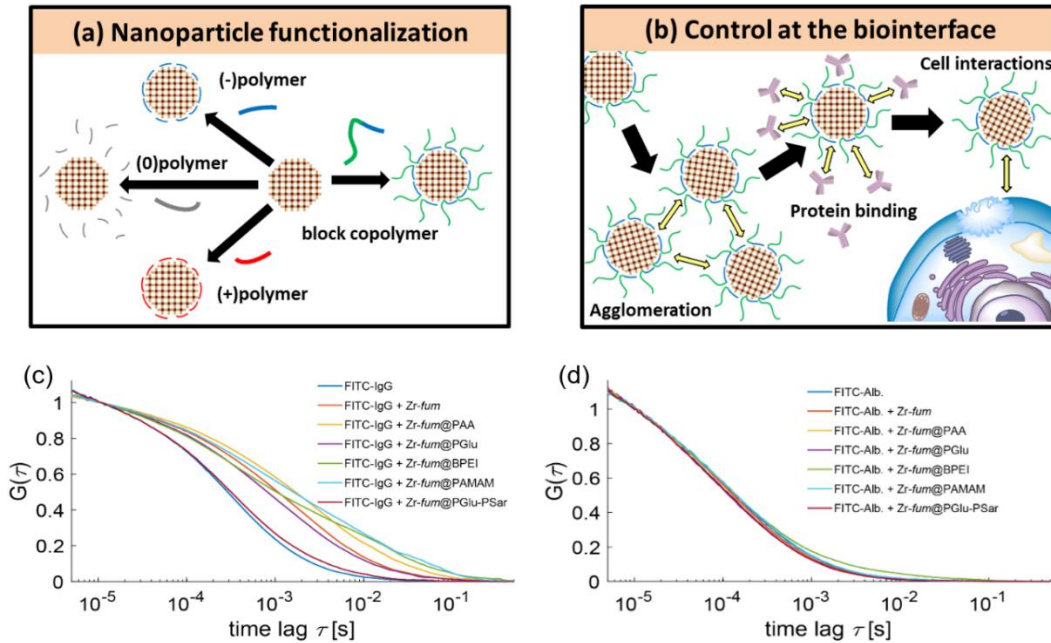 (a) Nanoparticle functionalization
(-)polymer
(0)polymer
block copolymer
(+)polymer
(b) Control at the biointerface
Cell interactions
Protein binding
Agglomeration
(c)
FITC-IgG
FITC-IgG + Zr-fum
FITC-IgG + Zr-fum@PAA
FITC-IgG + Zr-fum@PGlu
FITC-IgG + Zr-fum@BPEI
FITC-IgG + Zr-fum@PAMAM
FITC-IgG + Zr-fum@PGlu-PSar
G(τ)
1
0.8
0.6
0.4
0.2
0
10⁻⁵
10⁻⁴
10⁻³
10⁻²
10⁻¹
time lag τ [s]
(d)
FITC-Alb.
FITC-Alb. + Zr-fum
FITC-Alb. + Zr-fum@PAA
FITC-Alb. + Zr-fum@PGlu
FITC-Alb. + Zr-fum@BPEI
FITC-Alb. + Zr-fum@PAMAM
FITC-Alb. + Zr-fum@PGlu-PSar
G(τ)
1
0.8
0.6
0.4
0.2
0
10⁻⁵
10⁻⁴
10⁻³
10⁻²
10⁻¹
time lag τ [s]